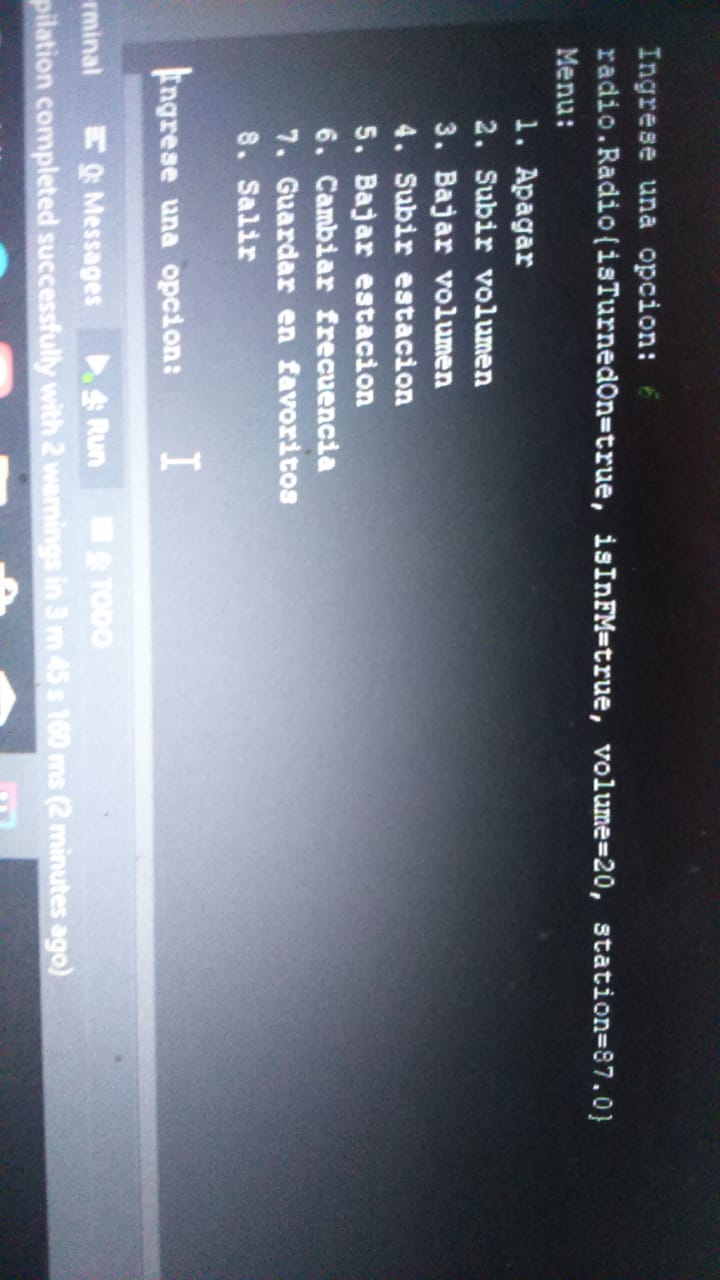 Ingrese una opcion: 6
radio.Radio{isTurnedOn=true, isInFM=true, volume=20, station=87.0}
Menu:
1. Apagar
2. Subir volumen
3. Bajar volumen
4. Subir estacion
5. Bajar estacion
6. Cambiar frecuencia
7. Guardar en favoritos
8. Salir
Ingrese una opcion:
rminal 0: Messages 4: Run 6: TODO
pilation completed successfully with 2 warnings in 3 m 45 s 160 ms (2 minutes ago)